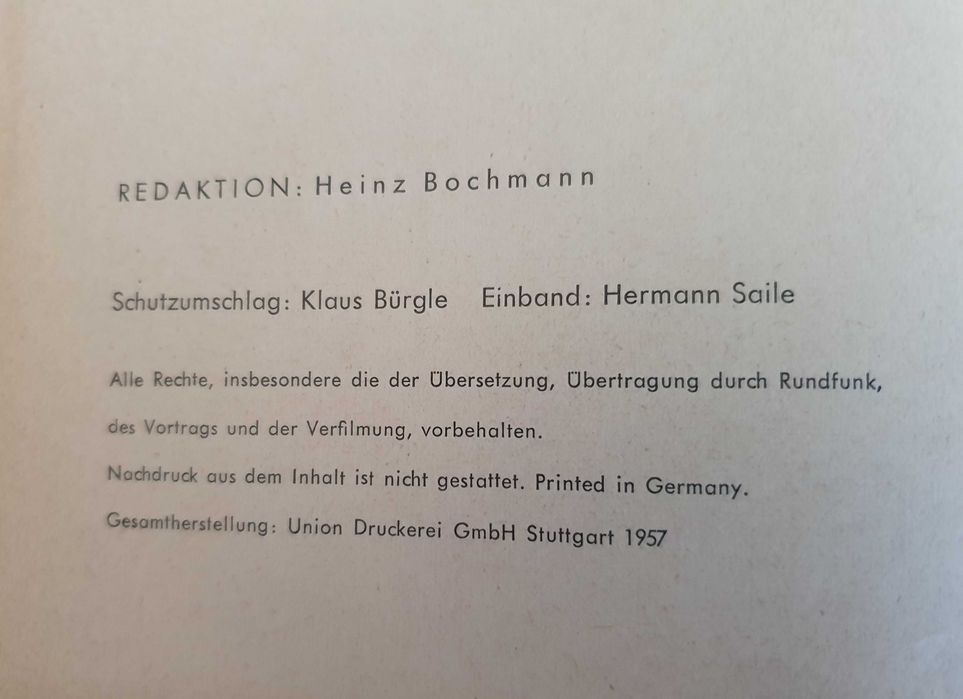 REDAKTION: Heinz Bochmann
Schutzumschlag: Klaus Bürgle Einband: Hermann Saile
Alle Rechte, insbesondere die der Übersetzung, Übertragung durch Rundfunk,
des Vortrags und der Verfilmung, vorbehalten.
Nachdruck aus dem Inhalt ist nicht gestattet. Printed in Germany.
Gesamtherstellung: Union Druckerei GmbH Stuttgart 1957